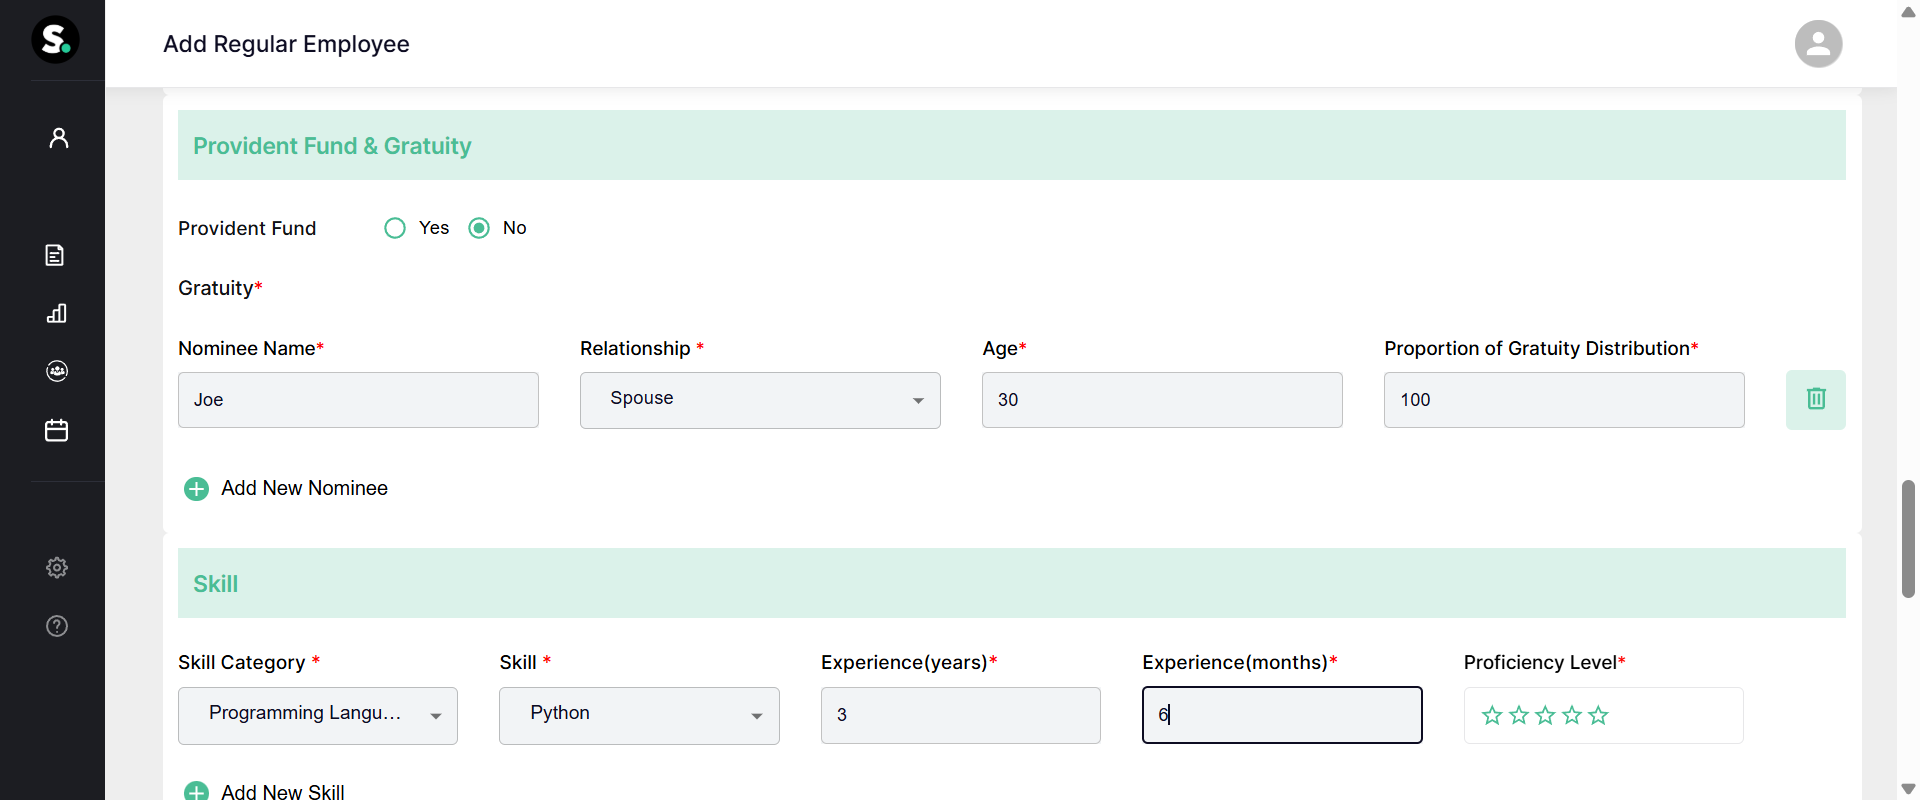 S.
Add Regular Employee
Provident Fund & Gratuity
Provident Fund Yes No
Gratuity*
Nominee Name* Relationship * Age* Proportion of Gratuity Distribution*
Joe Spouse 30 100
Add New Nominee
Skill
Skill Category * Skill * Experience(years)* Experience(months)* Proficiency Level*
Programming Langu... Python 3 6
Add New Skill